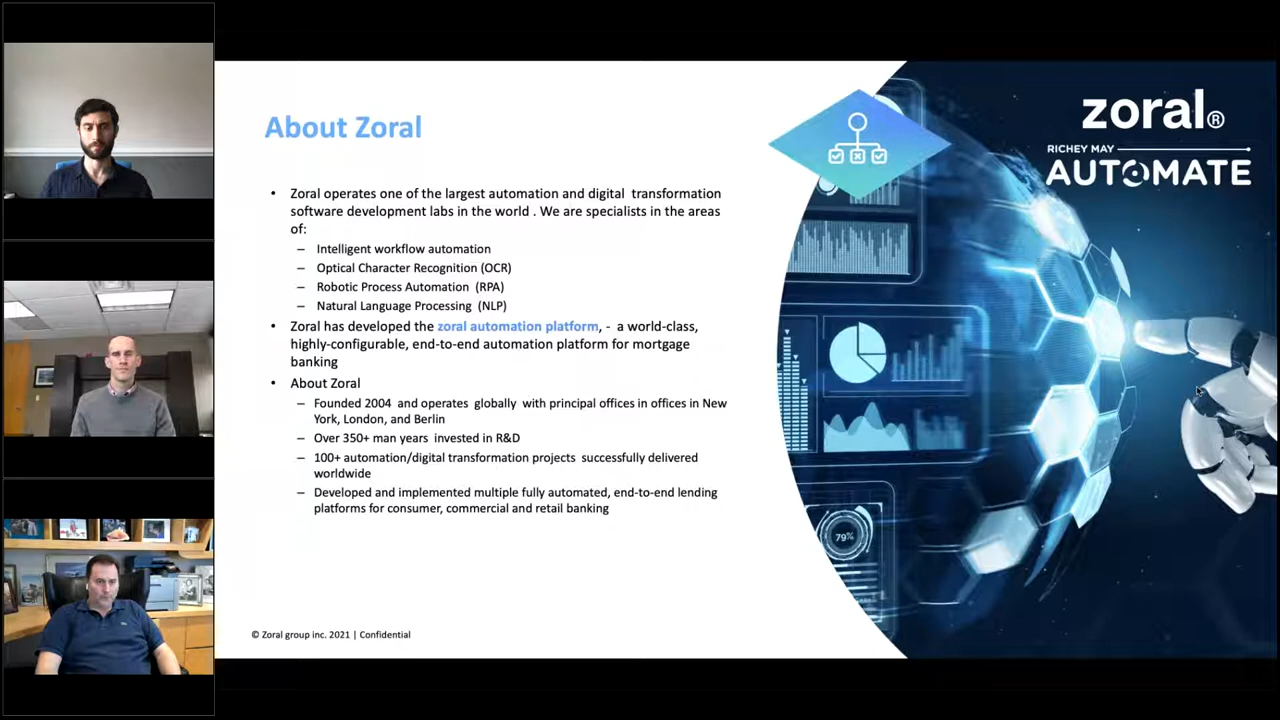 About Zoral
• Zoral operates one of the largest automation and digital transformation
software development labs in the world . We are specialists in the areas
of:
– Intelligent workflow automation
– Optical Character Recognition (OCR)
– Robotic Process Automation (RPA)
– Natural Language Processing (NLP)
• Zoral has developed the zoral automation platform, - a world-class,
highly-configurable, end-to-end automation platform for mortgage
banking
• About Zoral
– Founded 2004 and operates globally with principal offices in offices in New
York, London, and Berlin
– Over 350+ man years invested in R&D
– 100+ automation/digital transformation projects successfully delivered
worldwide
– Developed and implemented multiple fully automated, end-to-end lending
platforms for consumer, commercial and retail banking
© Zoral group inc. 2021 | Confidential
zoral®
RICHEY MAY
AUTOMATE
79%